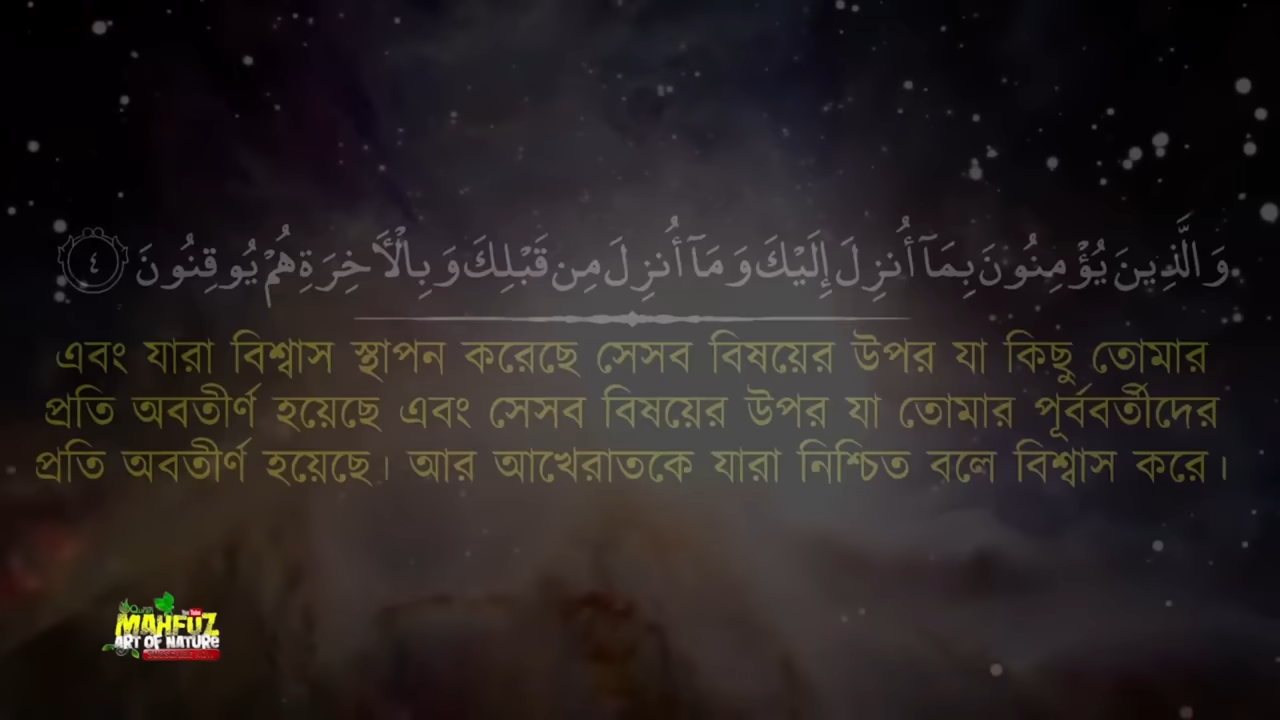 وَالَّذِينَ يُؤْمِنُونَ بِمَآ أُنزِلَ إِلَيْكَ وَمَآ أُنزِلَ مِن قَبْلِكَ وَبِالْأَخِرَةِ هُمْ يُوقِنُونَ ٤
এবং যারা বিশ্বাস স্থাপন করেছে সেসব বিষয়ের উপর যা কিছু তোমার
প্রতি অবতীর্ণ হয়েছে এবং সেসব বিষয়ের উপর যা তোমার পূর্ববর্তীদের
প্রতি অবতীর্ণ হয়েছে। আর আখেরাতকে যারা নিশ্চিত বলে বিশ্বাস করে।
MAHFUZ
ART OF NATURE